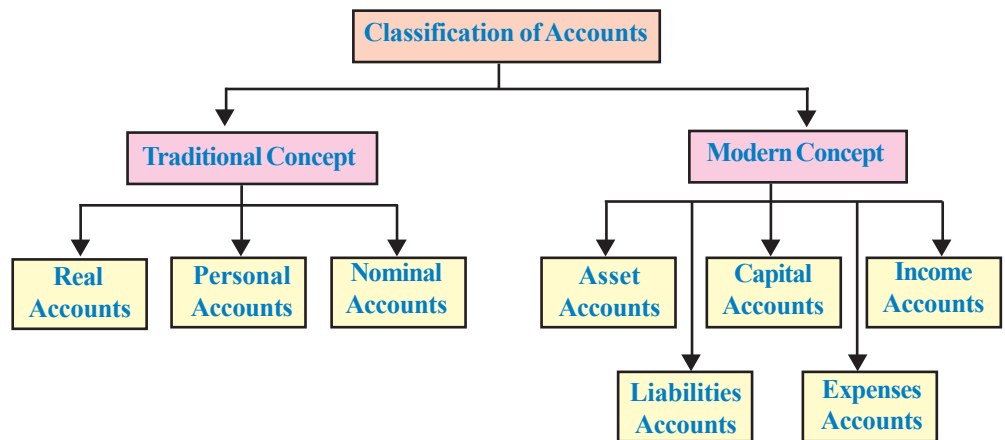 Classification of Accounts
Traditional Concept
Modern Concept
Real
Accounts
Personal
Accounts
Nominal
Accounts
Asset
Accounts
Capital
Accounts
Income
Accounts
Liabilities
Accounts
Expenses
Accounts